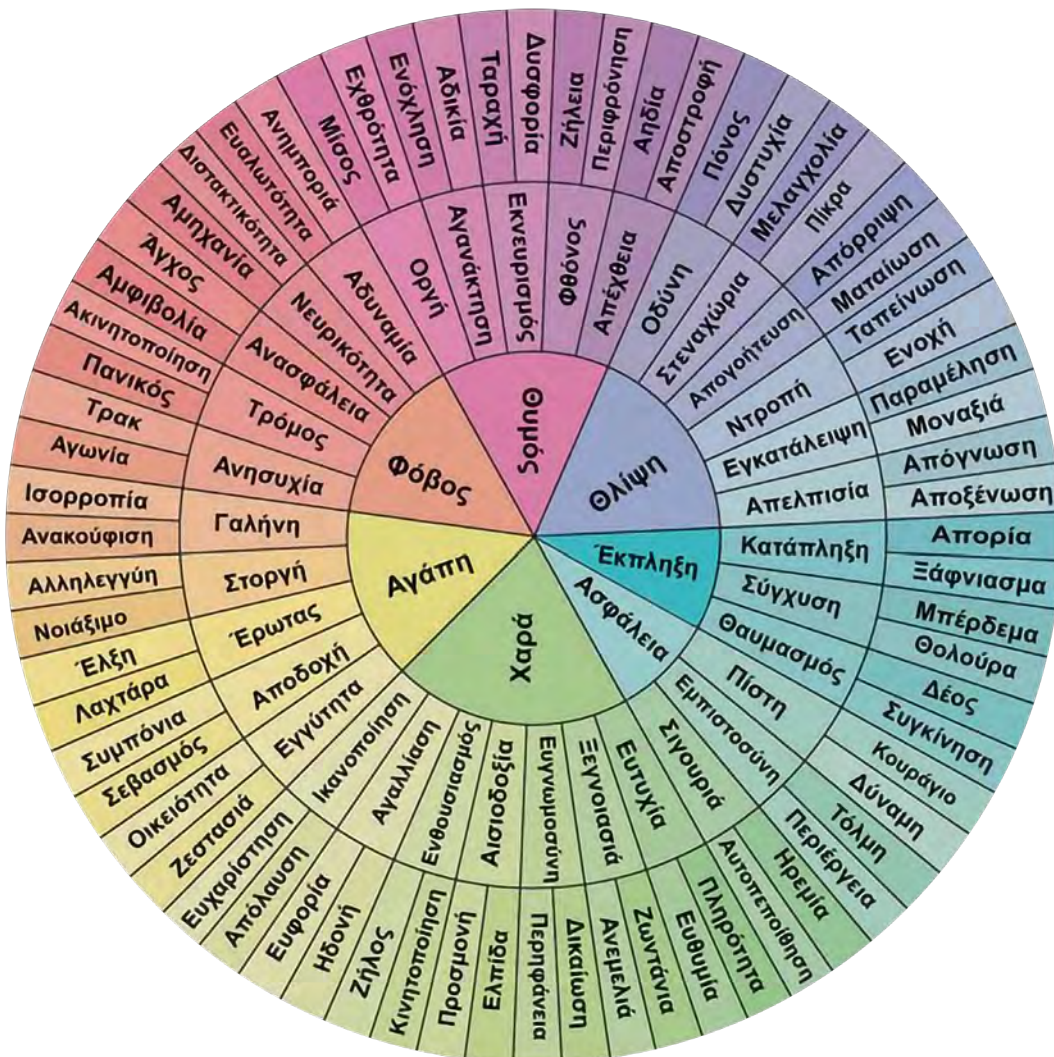 Θυμός
Θλίψη
Έκπληξη
Ασφάλεια
Χαρά
Αγάπη
Φόβος
Οργή
Αγανάκτηση
Εκνευρισμός
Φθόνος
Απέχθεια
Οδύνη
Στεναχώρια
Απογοήτευση
Ντροπή
Εγκατάλειψη
Απελπισία
Κατάπληξη
Σύγχυση
Θαυμασμός
Πίστη
Εμπιστοσύνη
Σιγουριά
Ευτυχία
Ξεγνοιασιά
Ευγνωμοσύνη
Αισιοδοξία
Ενθουσιασμός
Αγαλλίαση
Ικανοποίηση
Εγγύτητα
Αποδοχή
Έρωτας
Στοργή
Γαλήνη
Ανησυχία
Τρόμος
Ανασφάλεια
Νευρικότητα
Αδυναμία
Μίσος
Εχθρότητα
Ενόχληση
Αδικία
Ταραχή
Δυσφορία
Ζήλεια
Περιφρόνηση
Αηδία
Αποστροφή
Πόνος
Δυστυχία
Μελαγχολία
Πίκρα
Απόρριψη
Ματαίωση
Ταπείνωση
Ενοχή
Παραμέληση
Μοναξιά
Απόγνωση
Αποξένωση
Απορία
Ξάφνιασμα
Μπέρδεμα
Θολούρα
Δέος
Συγκίνηση
Κουράγιο
Δύναμη
Τόλμη
Περιέργεια
Ηρεμία
Αυτοπεποίθηση
Πληρότητα
Ευθυμία
Ζωντάνια
Ανεμελιά
Δικαίωση
Περηφάνεια
Ελπίδα
Προσμονή
Κινητοποίηση
Ζήλος
Ηδονή
Ευφορία
Απόλαυση
Ευχαρίστηση
Ζεστασιά
Οικειότητα
Σεβασμός
Συμπόνια
Λαχτάρα
Έλξη
Νοιάξιμο
Αλληλεγγύη
Ανακούφιση
Ισορροπία
Αγωνία
Τρακ
Πανικός
Ακινητοποίηση
Αμφιβολία
Άγχος
Αμηχανία
Διστακτικότητα
Ευαλωτότητα
Ανημποριά